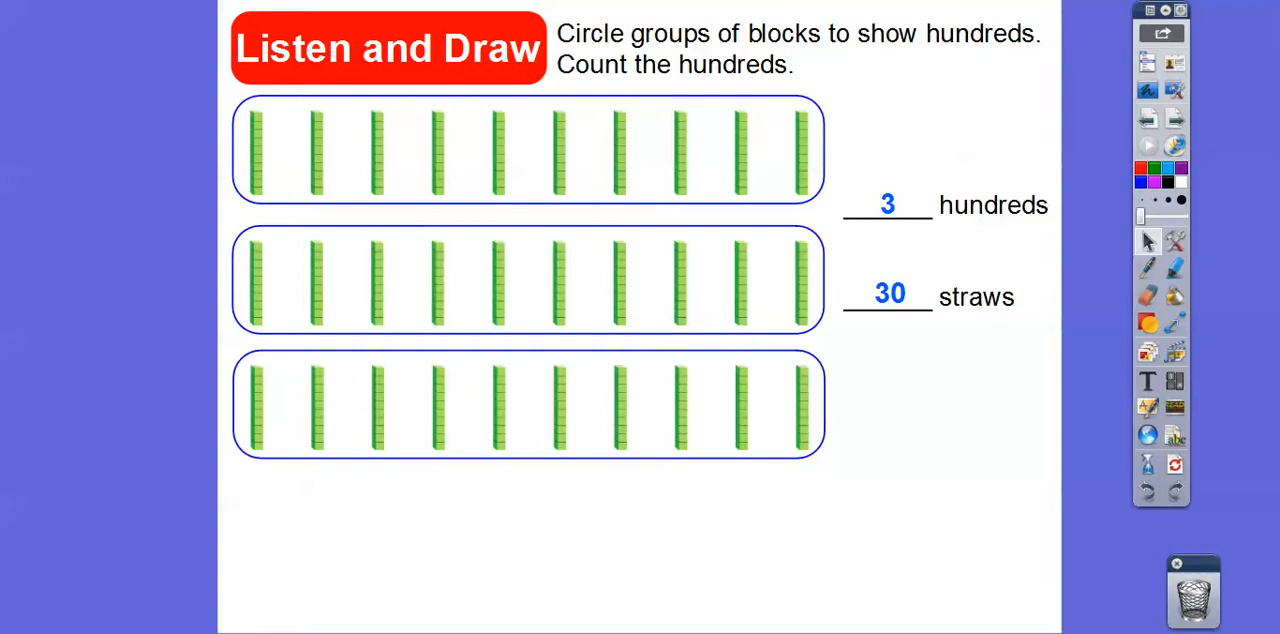 Listen and Draw
Circle groups of blocks to show hundreds.
Count the hundreds.
3 hundreds
30 straws